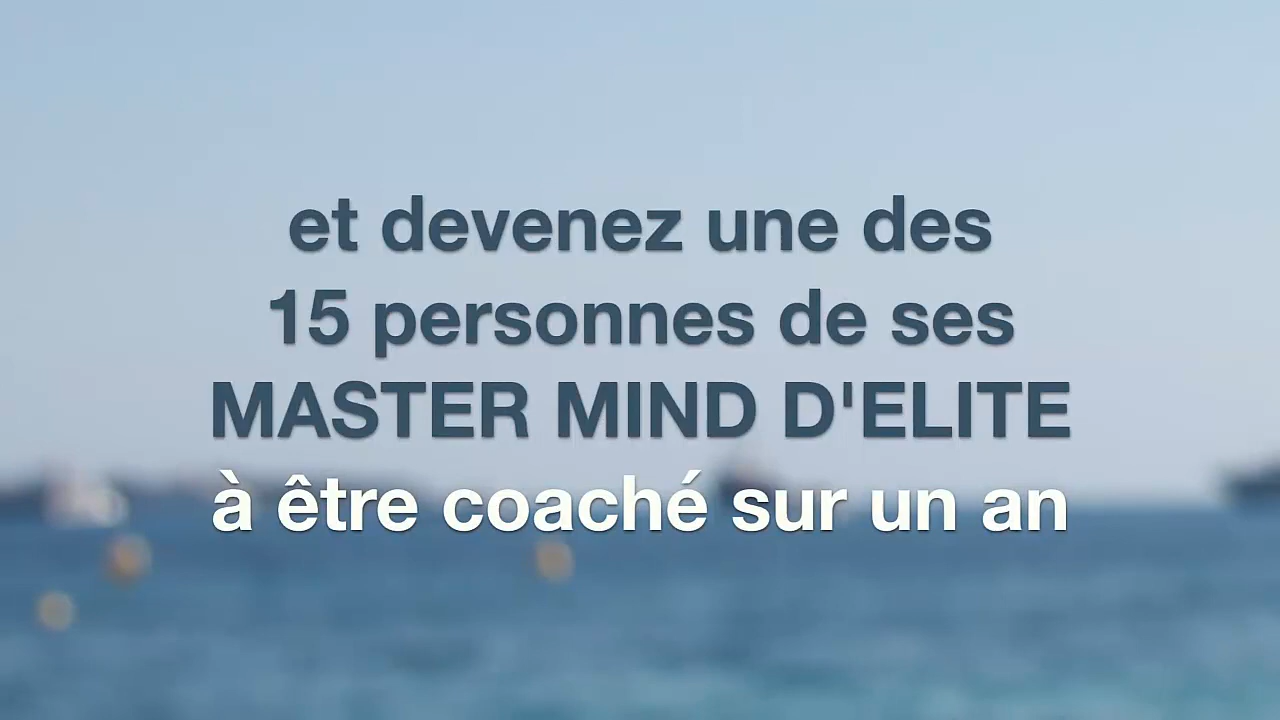 et devenez une des
15 personnes de ses
MASTER MIND D'ELITE
à être coaché sur un an